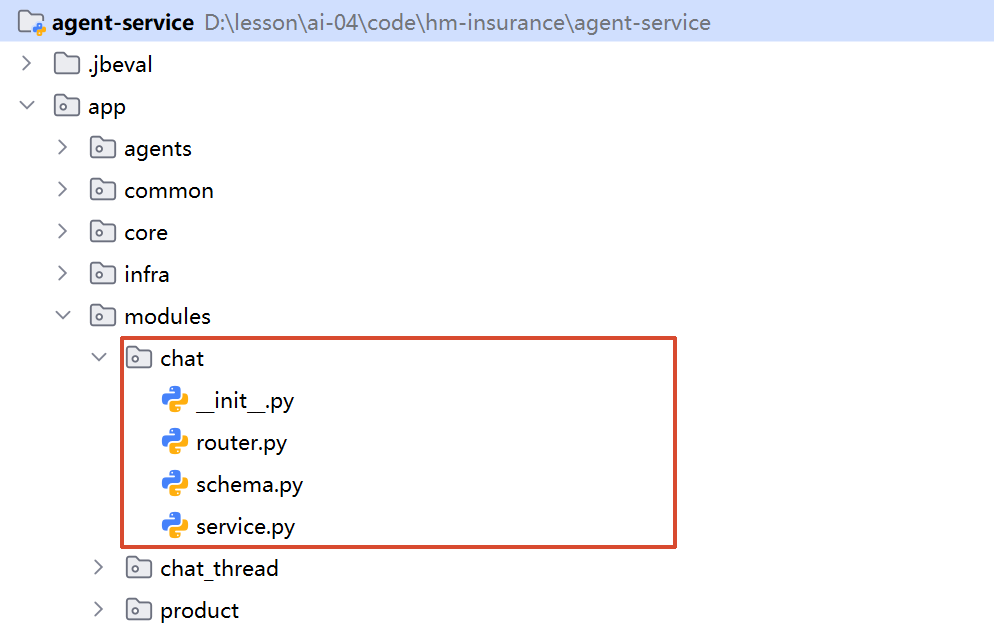 agent-service D:\lesson\ai-04\code\hm-insurance\agent-service
.jbeval
app
agents
common
core
infra
modules
chat
__init__.py
router.py
schema.py
service.py
chat_thread
product